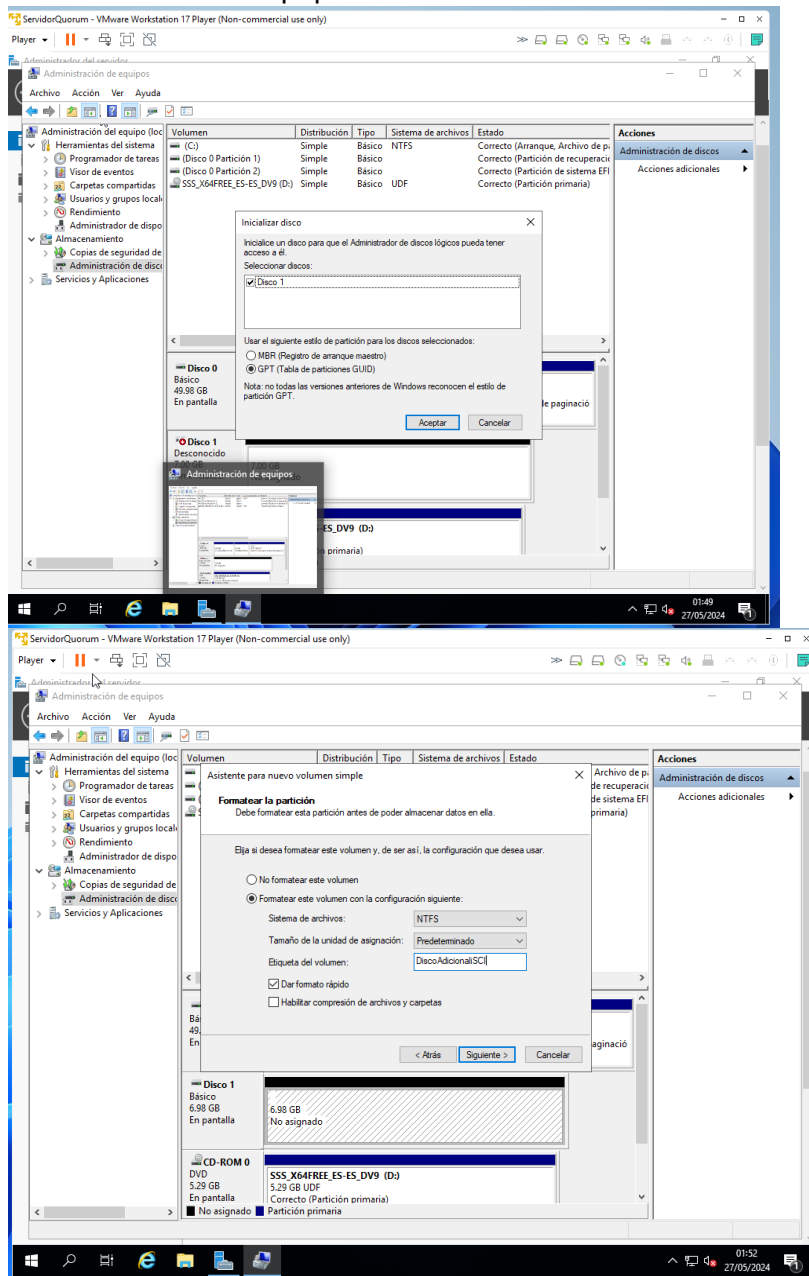 ServidorQuorum - VMware Workstation 17 Player (Non-commercial use only)
Player
Administrador del servidor
Administración de equipos
Archivo Acción Ver Ayuda
Administración del equipo (loc
Herramientas del sistema
Programador de tareas
Visor de eventos
Carpetas compartidas
Usuarios y grupos locale
Rendimiento
Administrador de dispo
Almacenamiento
Copias de seguridad de
Administración de disco
Servicios y Aplicaciones
Volumen Distribución Tipo Sistema de archivos Estado
(C:) Simple Básico NTFS Correcto (Arranque, Archivo de pa
(Disco 0 Partición 1) Simple Básico Correcto (Partición de recuperació
(Disco 0 Partición 2) Simple Básico Correcto (Partición de sistema EFI
SSS_X64FREE_ES-ES_DV9 (D:) Simple Básico UDF Correcto (Partición primaria)
Acciones
Administración de discos
Acciones adicionales
Inicializar disco
Inicialice un disco para que el Administrador de discos lógicos pueda tener
acceso a él.
Seleccionar discos:
Disco 1
Usar el siguiente estilo de partición para los discos seleccionados:
MBR (Registro de arranque maestro)
GPT (Tabla de particiones GUID)
Nota: no todas las versiones anteriores de Windows reconocen el estilo de
partición GPT.
Aceptar Cancelar
Disco 0
Básico
49.98 GB
En pantalla
de paginació
Disco 1
Desconocido
7.00 GB
7.00 GB
Administración de equipos
-ES_DV9 (D:)
n primaria)
01:49
27/05/2024
ServidorQuorum - VMware Workstation 17 Player (Non-commercial use only)
Player
Administrador del servidor
Administración de equipos
Archivo Acción Ver Ayuda
Administración del equipo (loc
Herramientas del sistema
Programador de tareas
Visor de eventos
Carpetas compartidas
Usuarios y grupos locale
Rendimiento
Administrador de dispo
Almacenamiento
Copias de seguridad de
Administración de disco
Servicios y Aplicaciones
Volumen Distribución Tipo Sistema de archivos Estado
Archivo de pa
de recuperació
de sistema EFI
primaria)
Acciones
Administración de discos
Acciones adicionales
Asistente para nuevo volumen simple
Formatear la partición
Debe formatear esta partición antes de poder almacenar datos en ella.
Elija si desea formatear este volumen y, de ser así, la configuración que desea usar.
No formatear este volumen
Formatear este volumen con la configuración siguiente:
Sistema de archivos: NTFS
Tamaño de la unidad de asignación: Predeterminado
Etiqueta del volumen: DiscoAdicionaliSCI
Dar formato rápido
Habilitar compresión de archivos y carpetas
< Atrás Siguiente > Cancelar
Bás
49.
En
aginació
Disco 1
Básico
6.98 GB
En pantalla
6.98 GB
No asignado
CD-ROM 0
DVD
5.29 GB
En pantalla
SSS_X64FREE_ES-ES_DV9 (D:)
5.29 GB UDF
Correcto (Partición primaria)
No asignado Partición primaria
01:52
27/05/2024